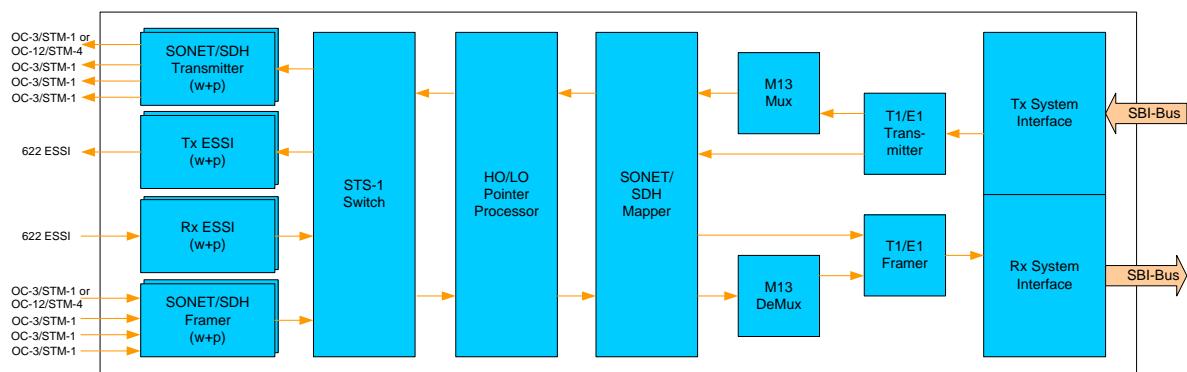 OC-3/STM-1 or
OC-12/STM-4
OC-3/STM-1
OC-3/STM-1
OC-3/STM-1
SONET/SDH
Transmitter
(w+p)
622 ESSI
Tx ESSI
(w+p)
622 ESSI
Rx ESSI
(w+p)
OC-3/STM-1 or
OC-12/STM-4
OC-3/STM-1
OC-3/STM-1
OC-3/STM-1
SONET/SDH
Framer
(w+p)
STS-1
Switch
HO/LO
Pointer
Processor
SONET/
SDH
Mapper
M13
Mux
T1/E1
Trans-
mitter
Tx System
Interface
SBI-Bus
M13
DeMux
T1/E1
Framer
Rx System
Interface
SBI-Bus